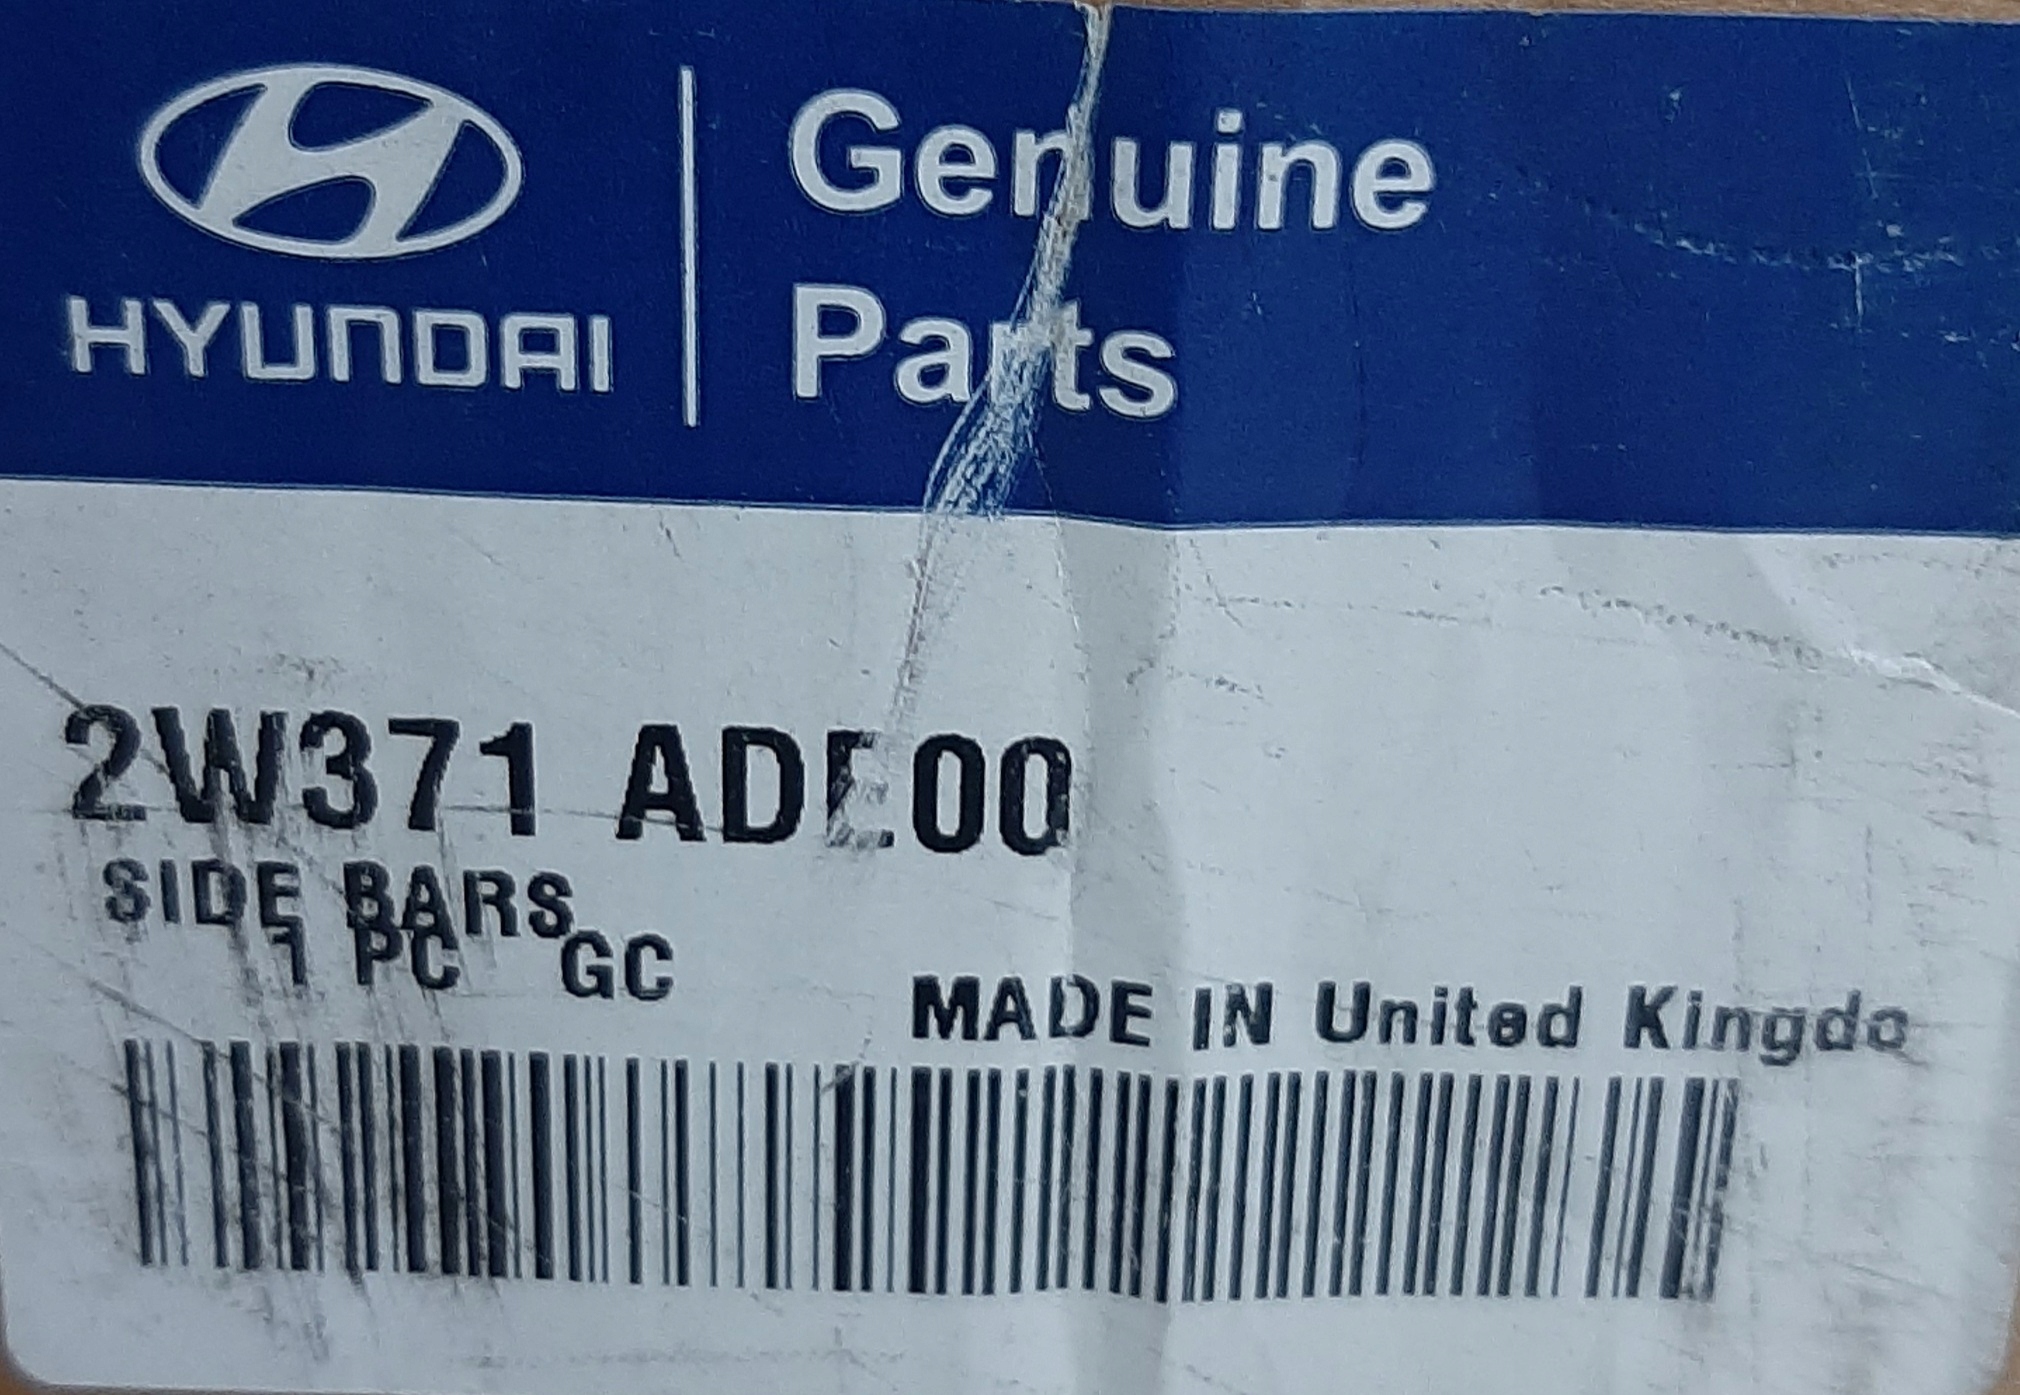 HYUNDAI
Genuine
Parts
2W371 ADE00
SIDE BARS
1 PC GC
MADE IN United Kingdo